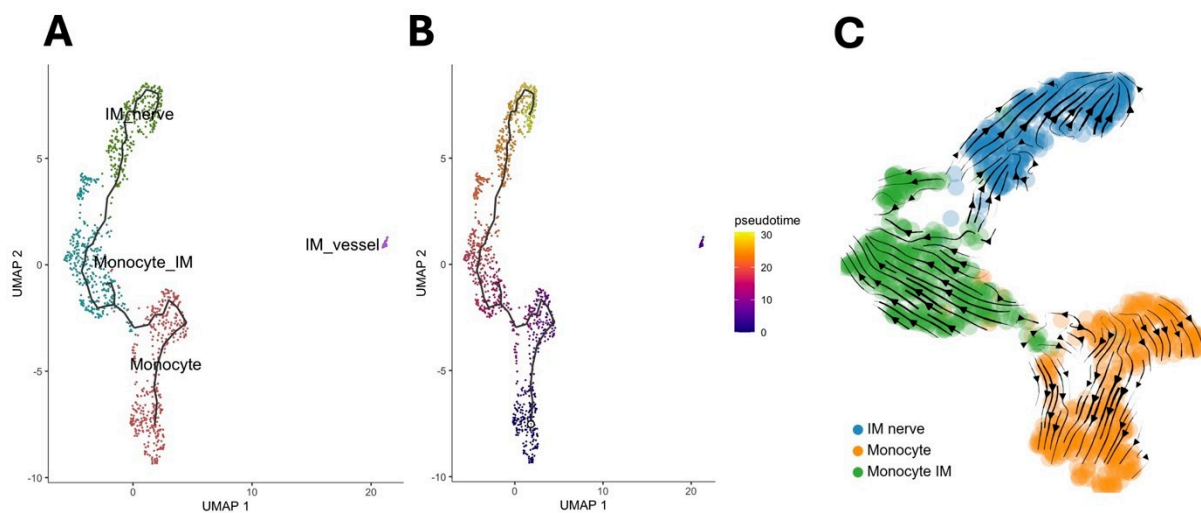 A
B
C
IM_nerve
IM_vessel
Monocyte_IM
Monocyte
5
0
-5
-10
UMAP 2
0
10
20
UMAP 1
5
0
-5
-10
UMAP 2
0
10
20
UMAP 1
pseudotime
30
20
10
0
IM nerve
Monocyte
Monocyte IM